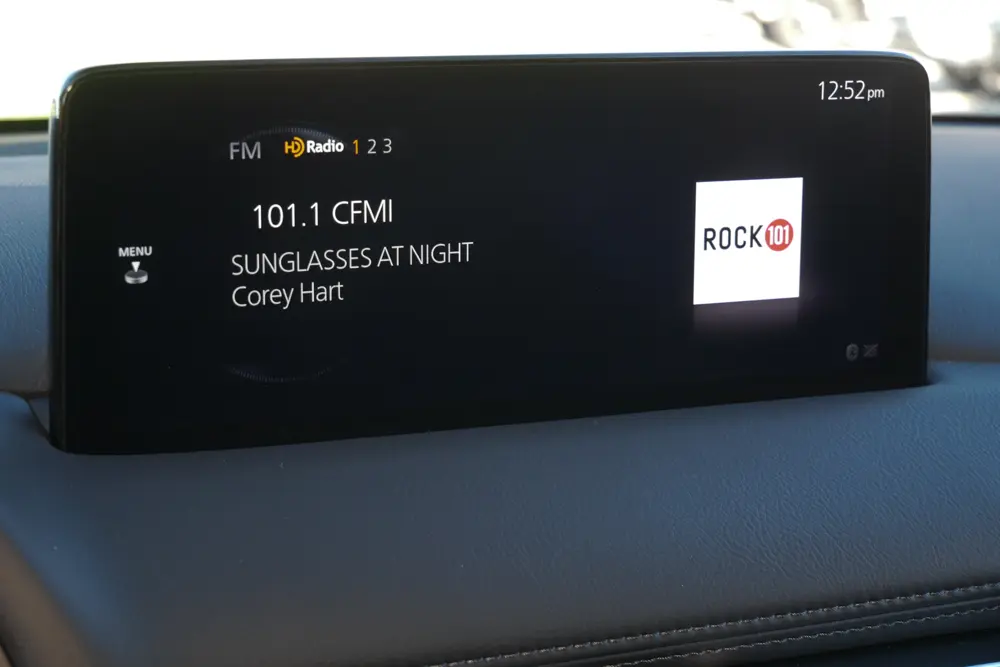 12:52pm
FM HD Radio 1 2 3
101.1 CFMI
MENU
SUNGLASSES AT NIGHT
Corey Hart
ROCK 101